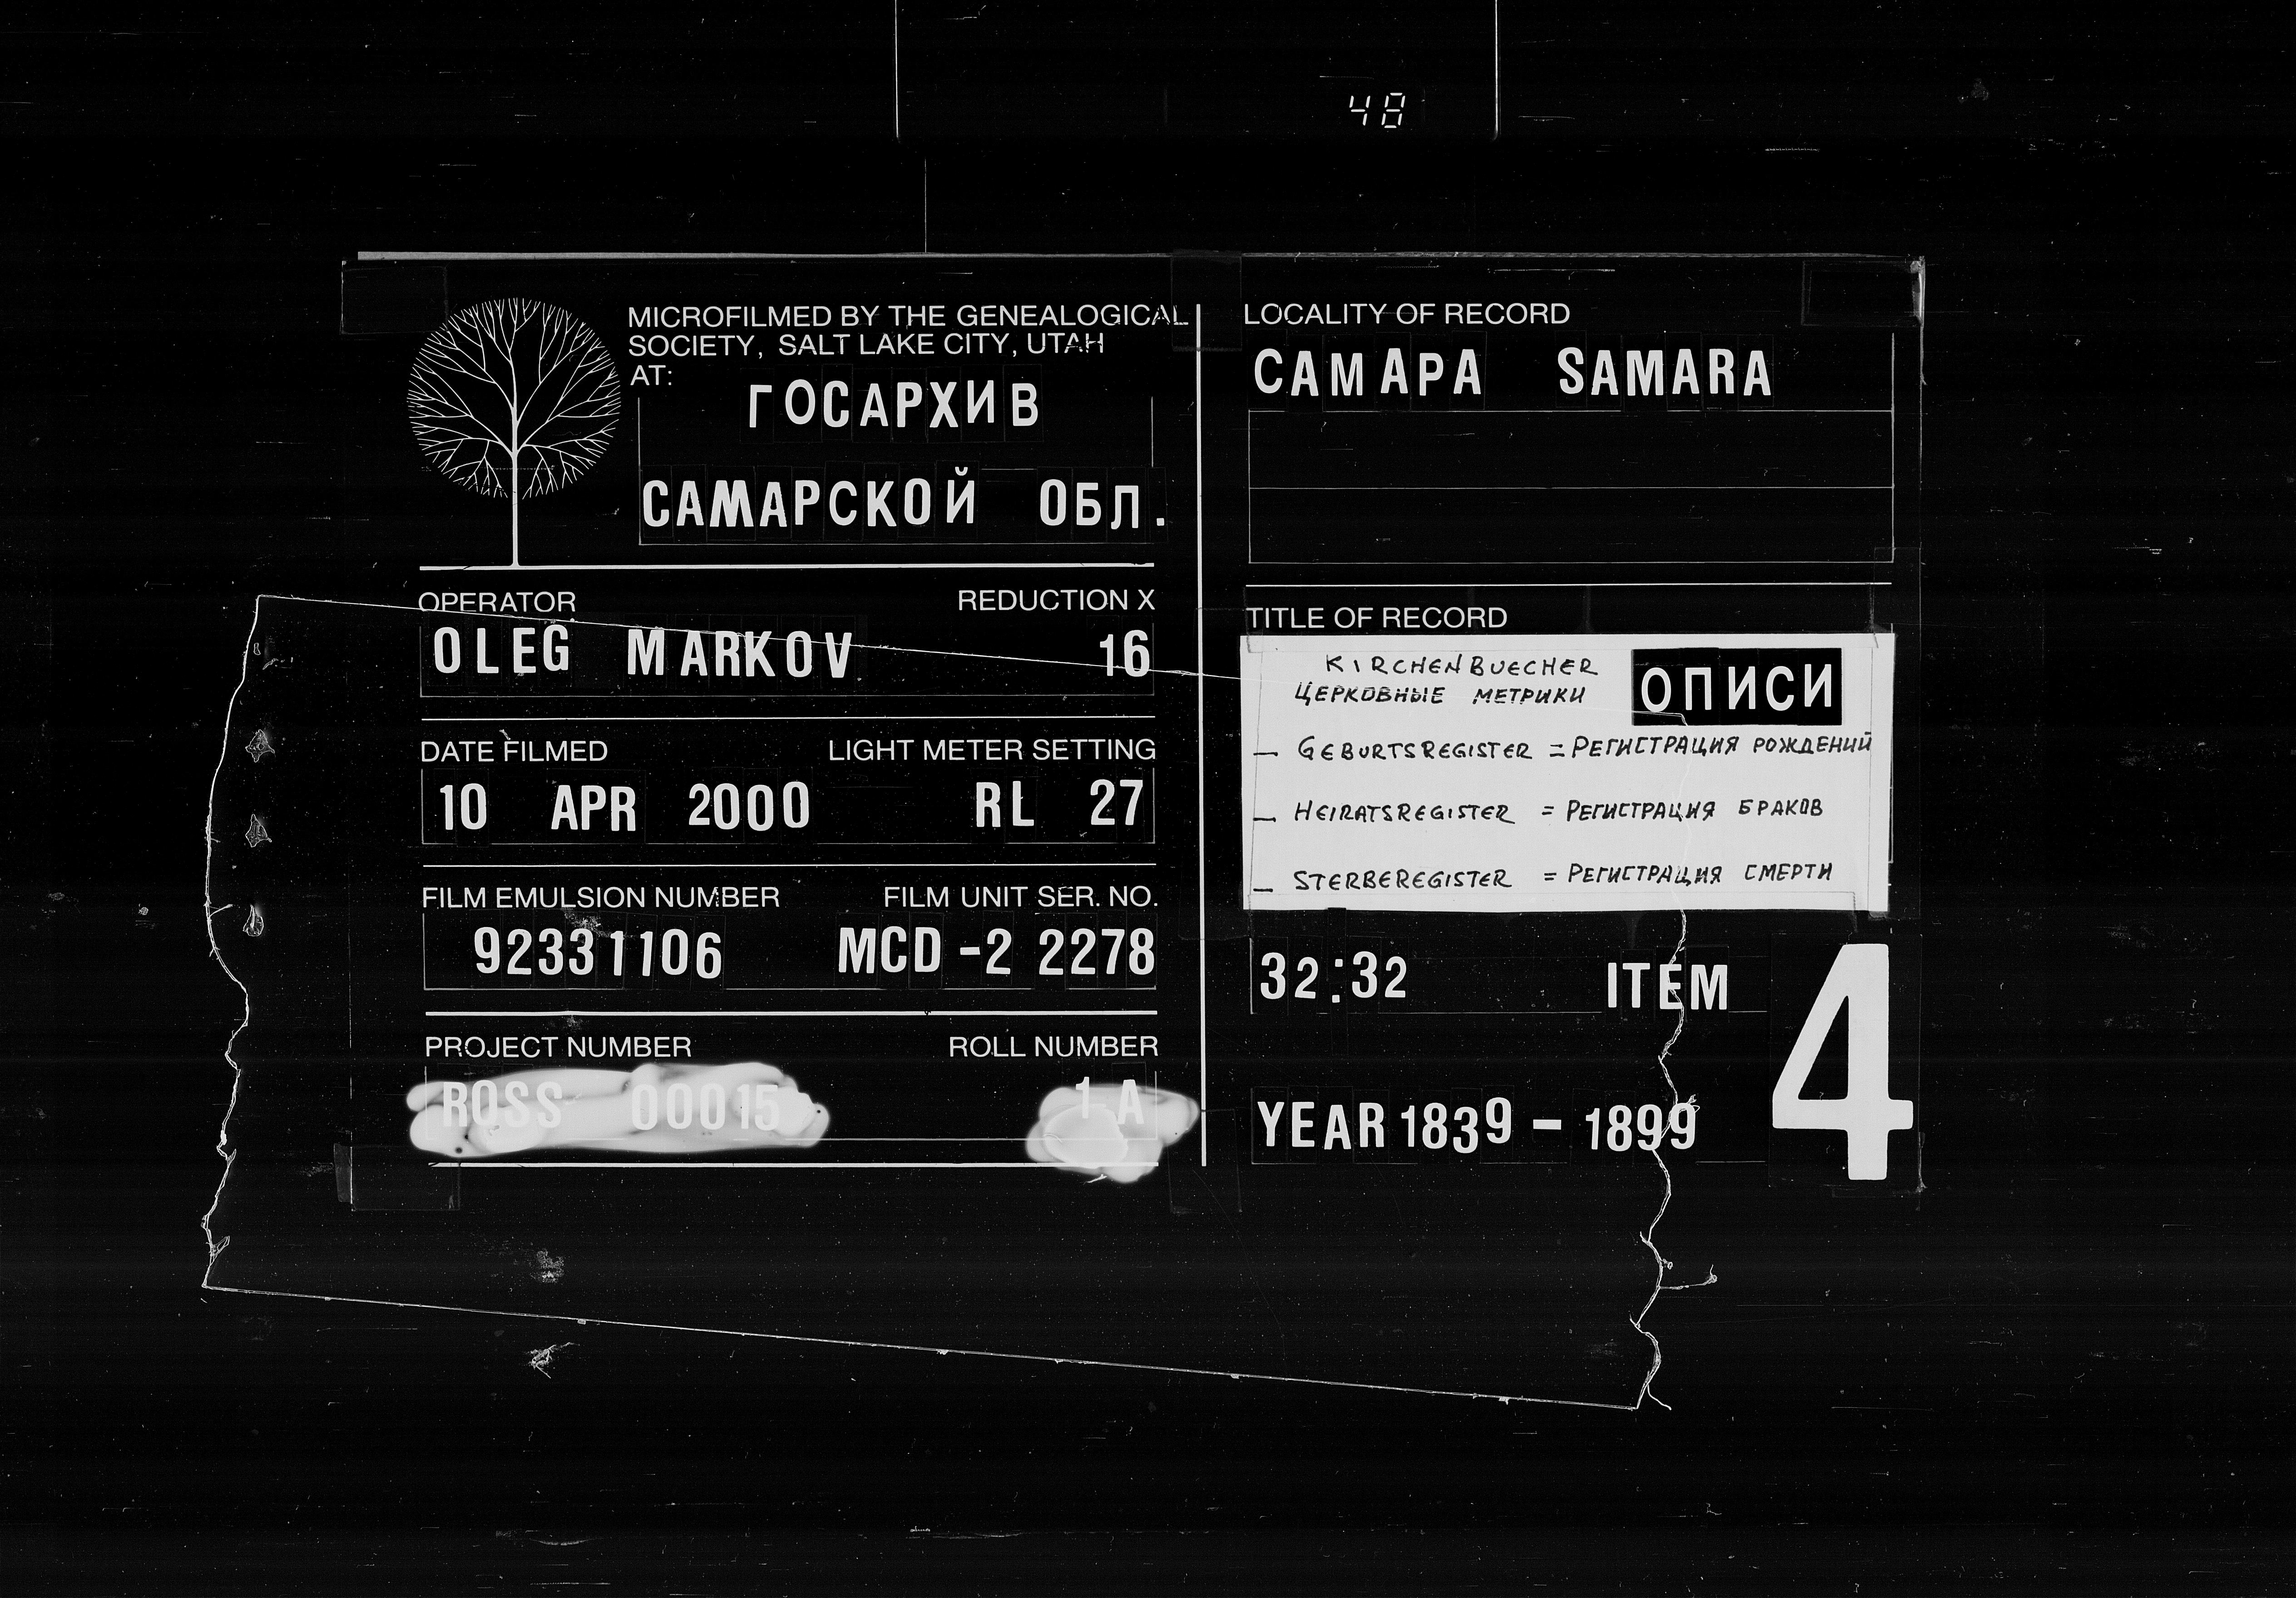 48
MICROFILMED BY THE GENEALOGICAL
SOCIETY, SALT LAKE CITY, UTAH
AT:
ГОСАРХИВ
САМАРСКОЙ ОБЛ.
OPERATOR REDUCTION X
OLEG MARKOV 16
DATE FILMED LIGHT METER SETTING
10 APR 2000 RL 27
FILM EMULSION NUMBER FILM UNIT SER. NO.
92331106 MCD -2 2278
PROJECT NUMBER ROLL NUMBER
ROSS 00015 1 A
LOCALITY OF RECORD
САМАРА SAMARA
TITLE OF RECORD
KIRCHENBUECHER
ЦЕРКОВНЫЕ МЕТРИКИ ОПИСИ
— GEBURTSREGISTER = РЕГИСТРАЦИЯ РОЖДЕНИЙ
— HEIRATSREGISTER = РЕГИСТРАЦИЯ БРАКОВ
— STERBEREGISTER = РЕГИСТРАЦИЯ СМЕРТИ
32:32 ITEM 4
YEAR 1839 - 1899